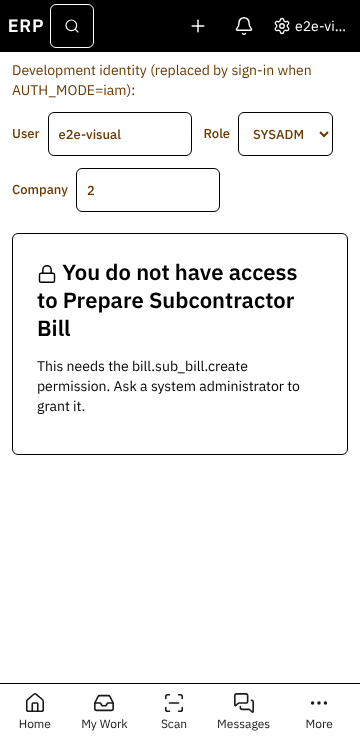 ERP
e2e-vi...
Development identity (replaced by sign-in when
AUTH_MODE=iam):
User e2e-visual Role SYSADM
Company 2
You do not have access
to Prepare Subcontractor
Bill
This needs the bill.sub_bill.create
permission. Ask a system administrator to
grant it.
Home My Work Scan Messages More